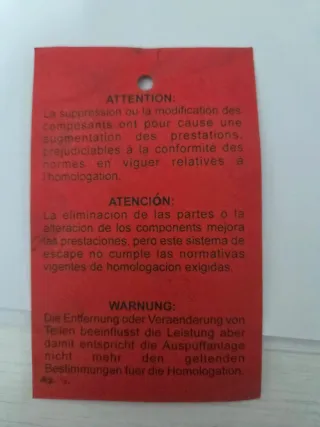 ATTENTION:
La suppression ou la modification des
composants ont pour cause une
augmentation des prestations,
prejudiciables à la conformité des
normes en viguer relatives à
l'homologation.
ATENCIÓN:
La eliminacion de las partes o la
alteración de los components mejora
las prestaciones, pero este sistema de
escape no cumple las normativas
vigentes de homologacion exigidas.
WARNUNG:
Die Entfernung oder Veraenderung von
Teilen beeinflusst die Leistung aber
damit entspricht die Auspuffanlage
nicht mehr den geltenden
Bestimmungen fuer die Homologation.